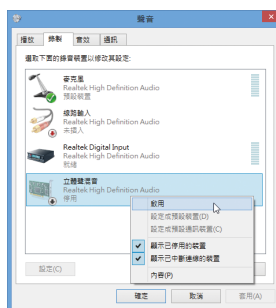 聲音
播放 錄製 音效 通訊
選取下面的錄音裝置以修改其設定:
麥克風
Realtek High Definition Audio
預設裝置
線路輸入
Realtek High Definition Audio
未插入
Realtek Digital Input
Realtek High Definition Audio
就緒
立體聲混音
Realtek High Definition Audio
停用
啟用
設定成預設裝置(D)
設定成預設通訊裝置(C)
顯示已停用的裝置
顯示已中斷連線的裝置
內容(P)
設定(C)
確定 取消 套用(A)